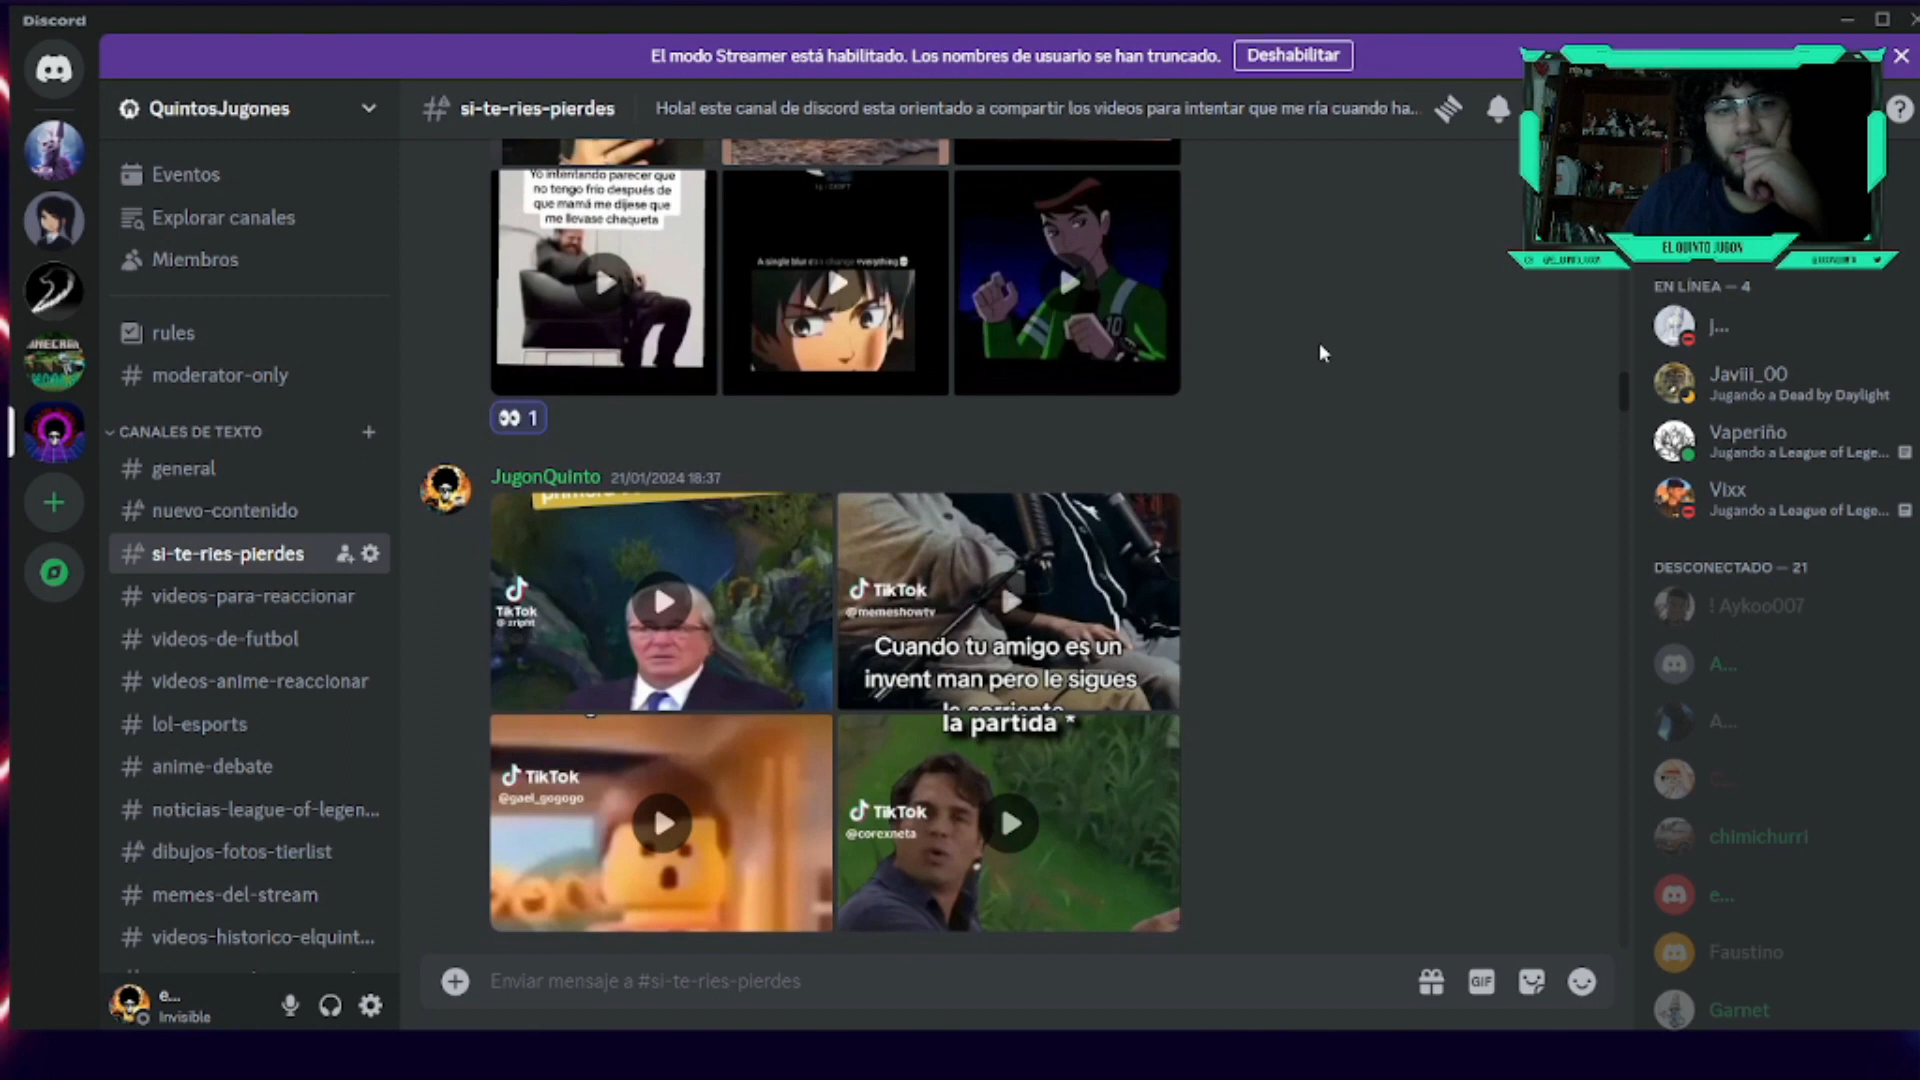 Discord
El modo Streamer está habilitado. Los nombres de usuario se han truncado.
Deshabilitar
QuintosJugones
si-te-ries-pierdes
Hola! este canal de discord esta orientado a compartir los videos para intentar que me ría cuando ha...
Eventos
Explorar canales
Miembros
rules
moderator-only
CANALES DE TEXTO
general
nuevo-contenido
si-te-ries-pierdes
videos-para-reaccionar
videos-de-futbol
videos-anime-reaccionar
lol-esports
anime-debate
noticias-league-of-legen...
dibujos-fotos-tierlist
memes-del-stream
videos-historico-elquint...
e...
Invisible
Yo intentando parecer que
no tengo frío después de
que mamá me dijese que
me llevase chaqueta
10
1
JugonQuinto 21/01/2024 18:37
TikTok
TikTok
@memeshowtv
Cuando tu amigo es un
invent man pero le sigues
la corriente
TikTok
@gael_gogogo
la partida *
TikTok
@corexneta
Enviar mensaje a #si-te-ries-pierdes
GIF
EL QUINTO JUGON
EN LÍNEA — 4
J...
Javiii_00
Jugando a Dead by Daylight
Vaperiño
Jugando a League of Lege...
Vixx
Jugando a League of Lege...
DESCONECTADO — 21
! Aykoo007
A...
A...
chimichurri
e...
Faustino
Garnet